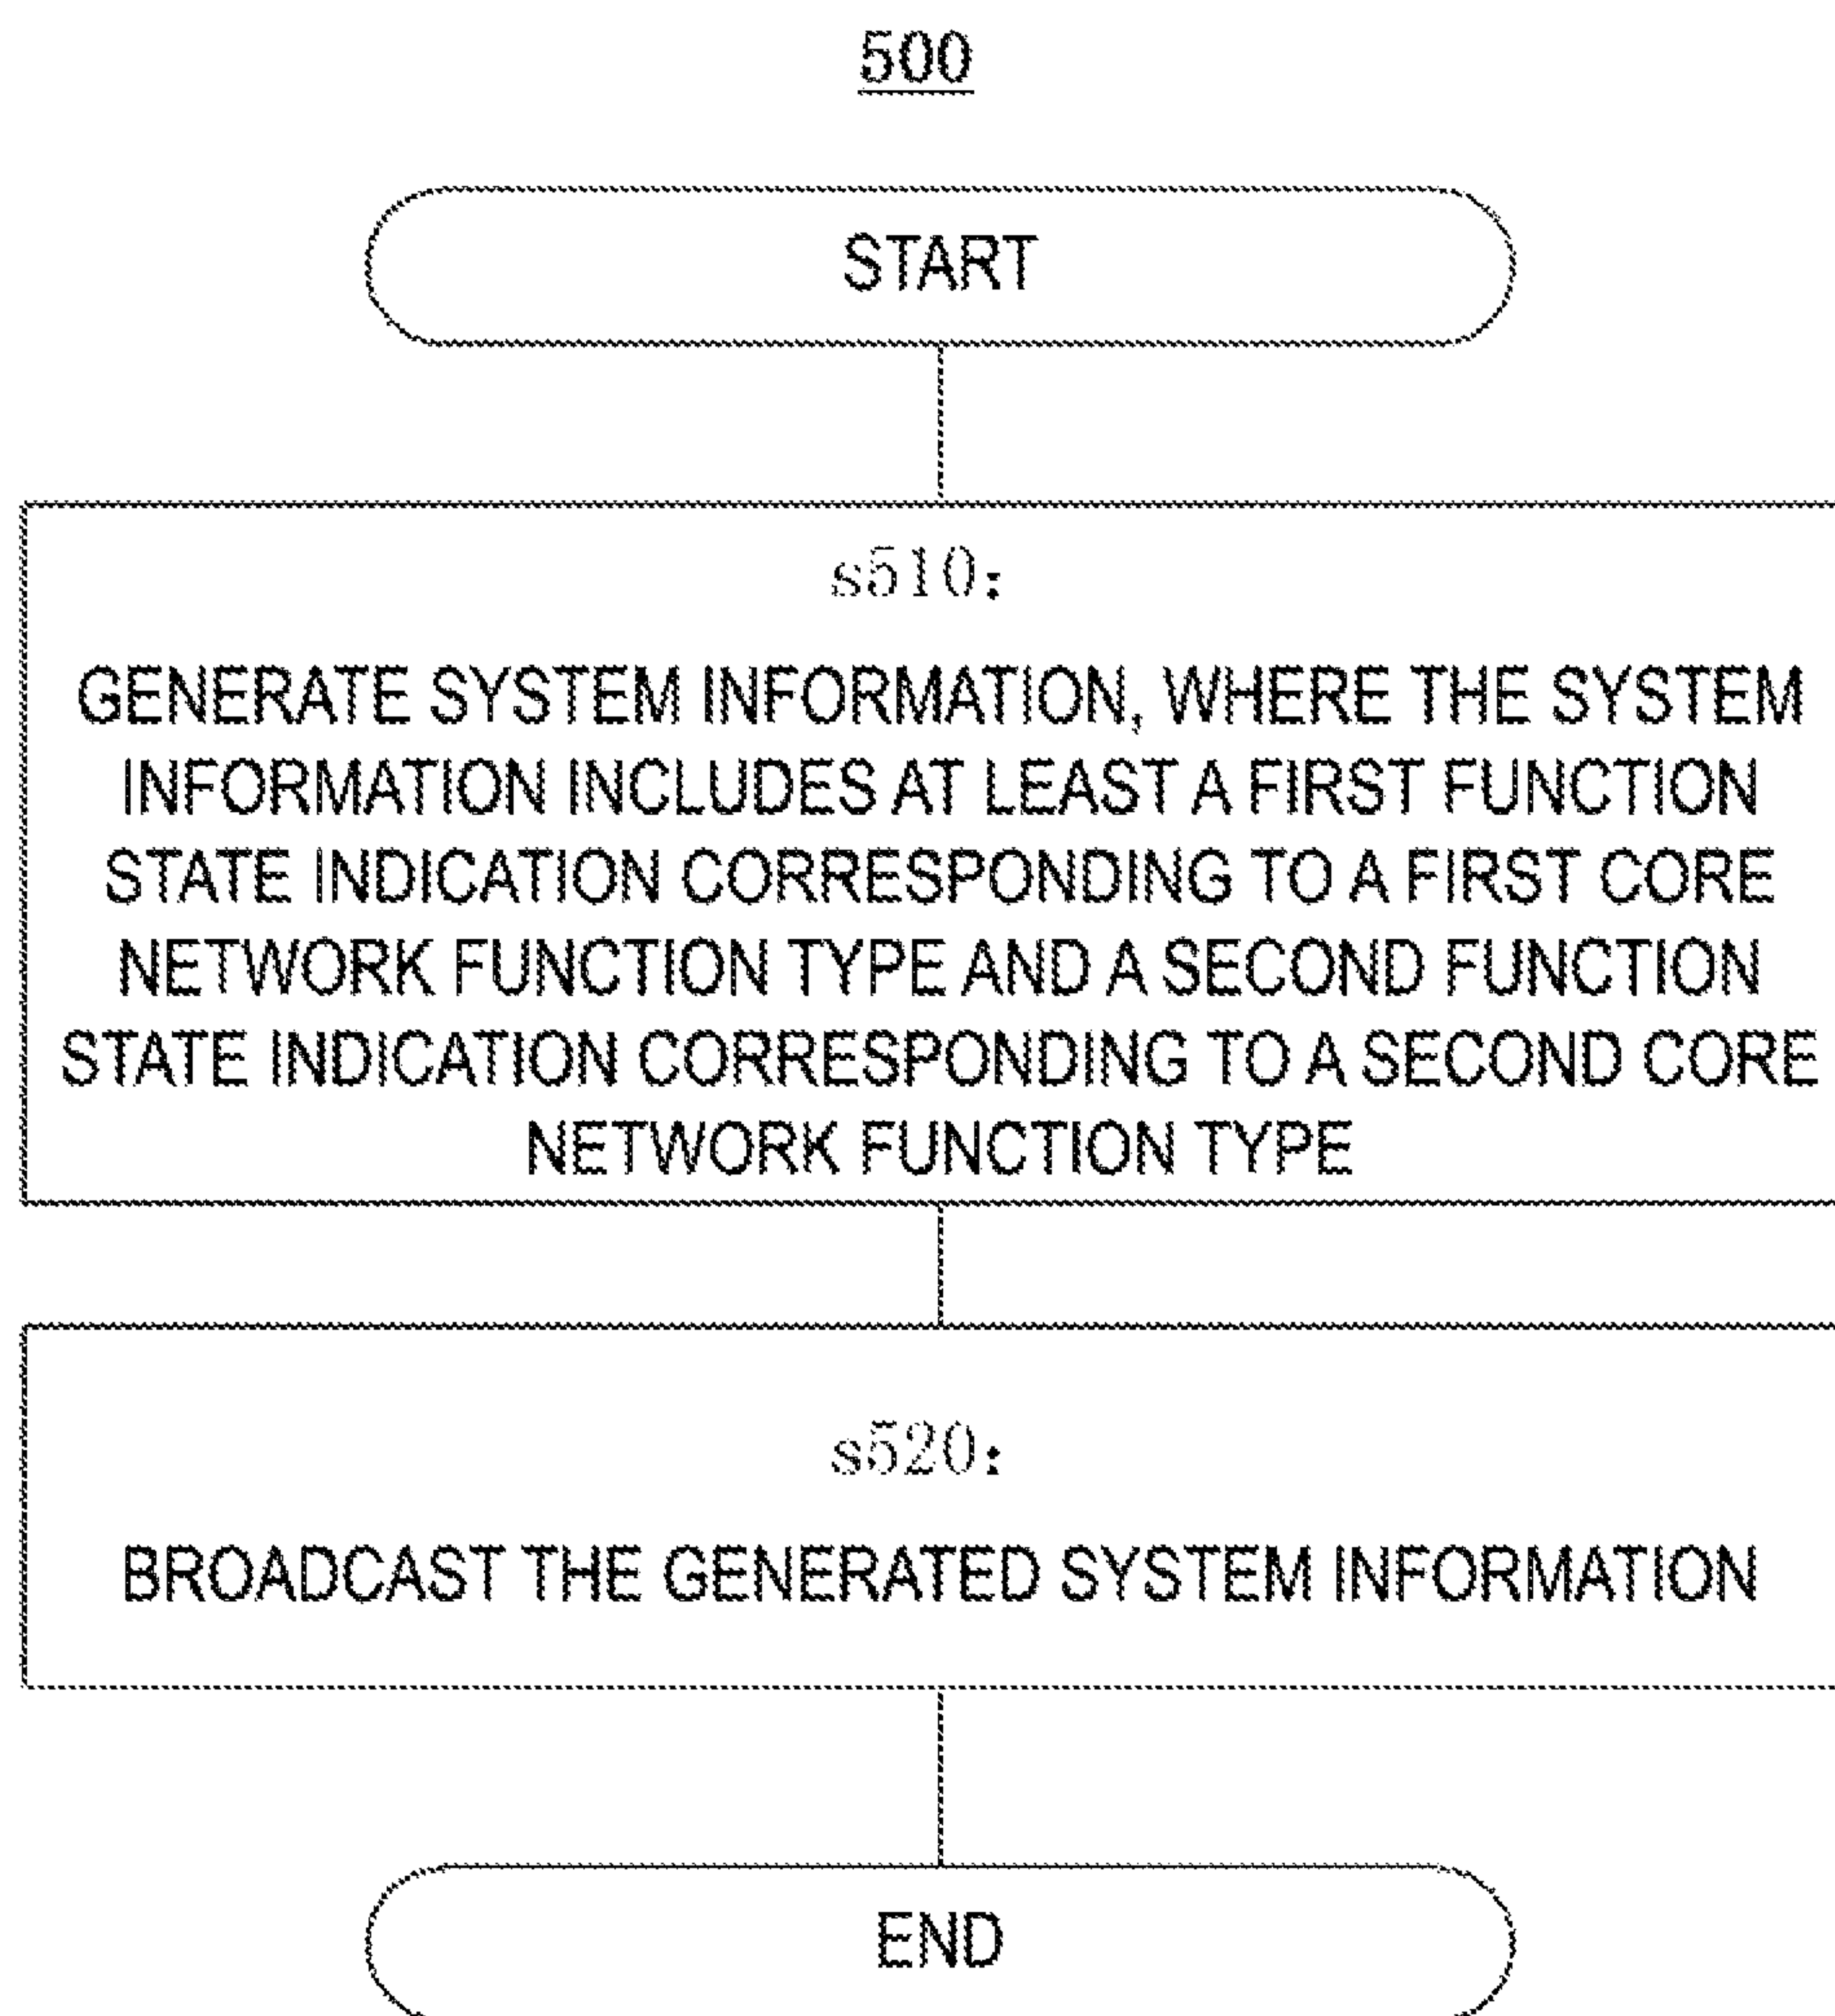 500
START
s510:
GENERATE SYSTEM INFORMATION, WHERE THE SYSTEM
INFORMATION INCLUDES AT LEAST A FIRST FUNCTION
STATE INDICATION CORRESPONDING TO A FIRST CORE
NETWORK FUNCTION TYPE AND A SECOND FUNCTION
STATE INDICATION CORRESPONDING TO A SECOND CORE
NETWORK FUNCTION TYPE
s520:
BROADCAST THE GENERATED SYSTEM INFORMATION
END